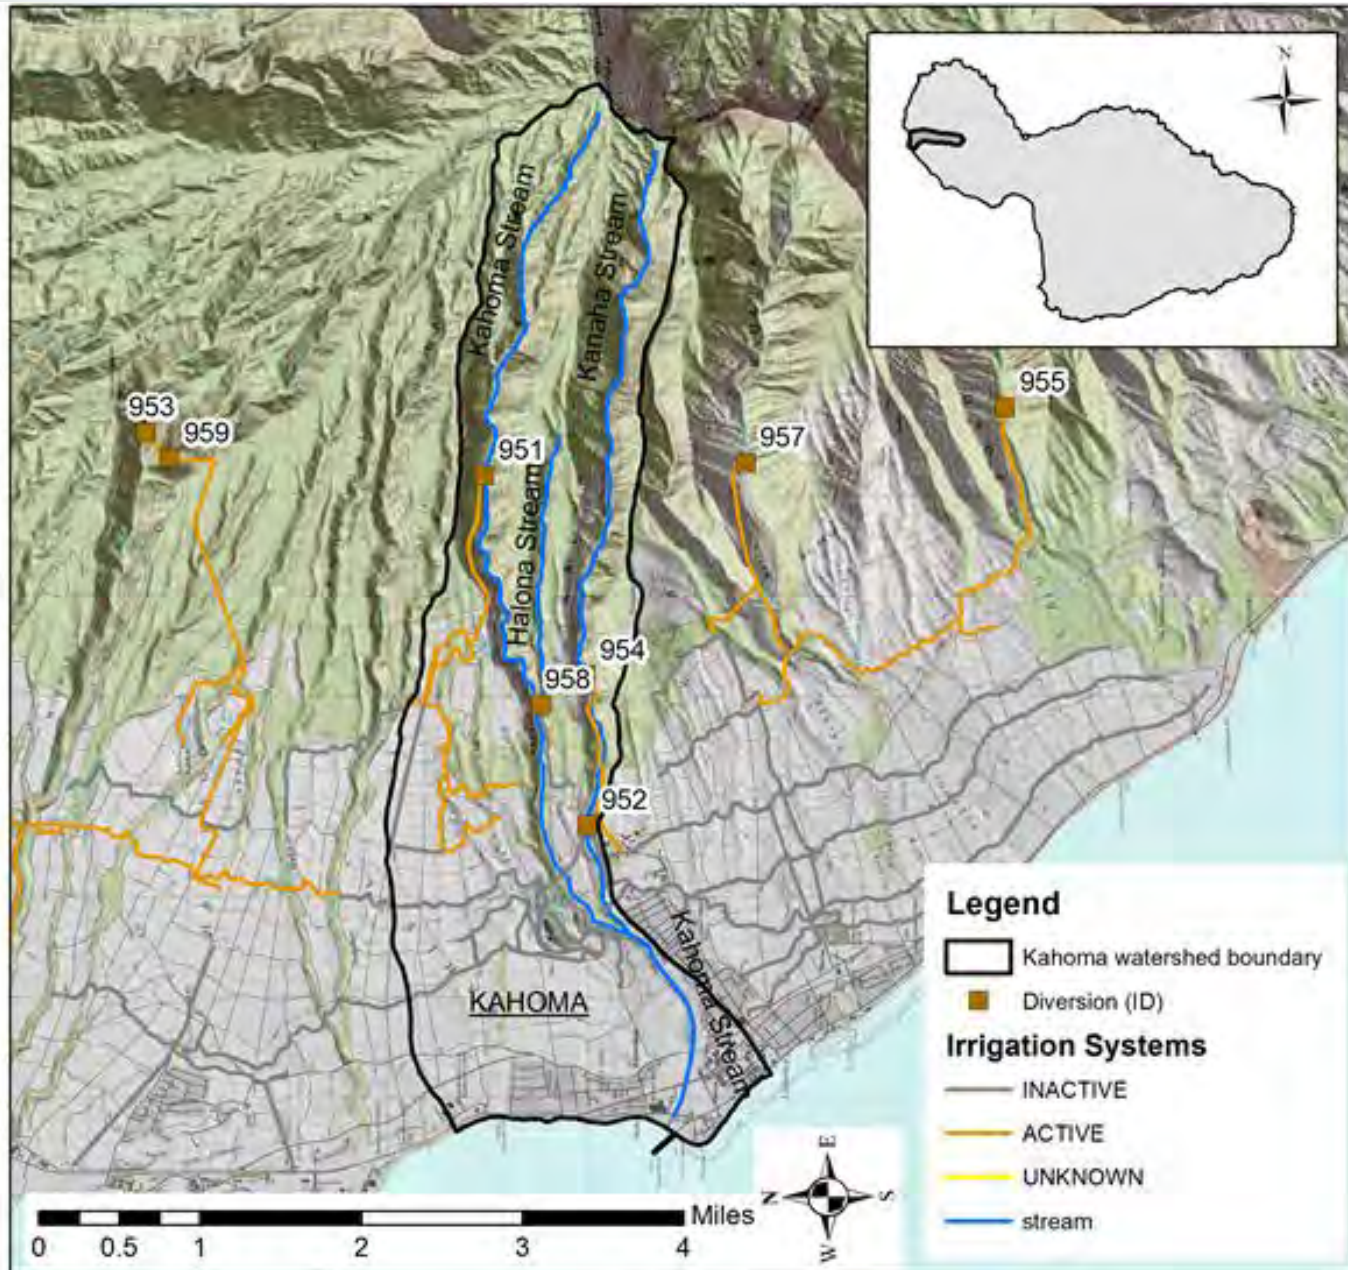 N
Kahoma Stream
Kanaha Stream
955
953
959
951
957
Halona Stream
954
958
952
Kahoma Stream
KAHOMA
Legend
Kahoma watershed boundary
Diversion (ID)
Irrigation Systems
INACTIVE
ACTIVE
UNKNOWN
stream
E
N
S
W
Miles
0 0.5 1 2 3 4